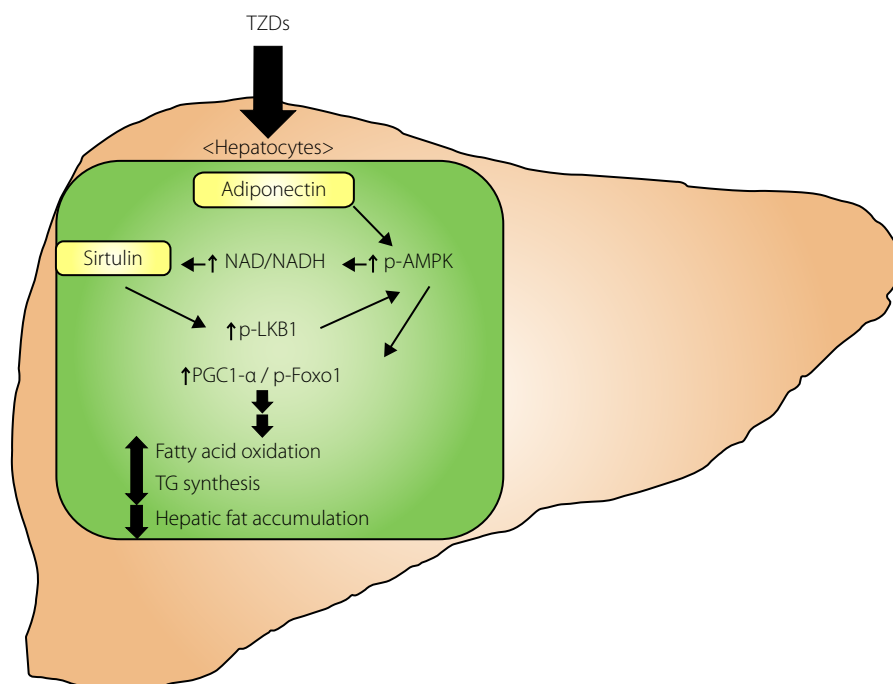 TZDs
<Hepatocytes>
Adiponectin
Sirtulin
↑ NAD/NADH
↑ p-AMPK
↑p-LKB1
↑PGC1-α / p-Foxo1
Fatty acid oxidation
TG synthesis
Hepatic fat accumulation